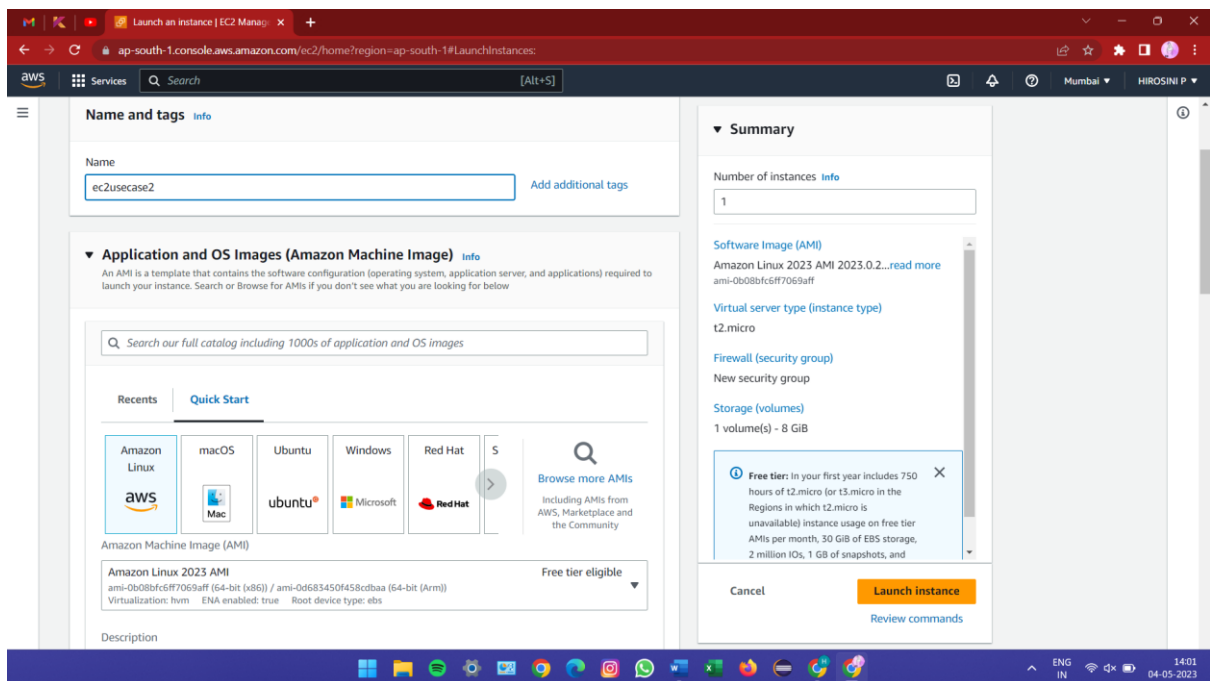 Launch an instance | EC2 Manag
ap-south-1.console.aws.amazon.com/ec2/home?region=ap-south-1#LaunchInstances:
aws
Services
Search
[Alt+S]
Mumbai
HIROSINI P
Name and tags Info
Name
ec2usecase2
Add additional tags
Application and OS Images (Amazon Machine Image) Info
An AMI is a template that contains the software configuration (operating system, application server, and applications) required to
launch your instance. Search or Browse for AMIs if you don't see what you are looking for below
Search our full catalog including 1000s of application and OS images
Recents
Quick Start
Amazon
Linux
aws
macOS
Mac
Ubuntu
ubuntu
Windows
Microsoft
Red Hat
Red Hat
S
Browse more AMIs
Including AMIs from
AWS, Marketplace and
the Community
Amazon Machine Image (AMI)
Amazon Linux 2023 AMI
Free tier eligible
ami-0b08bfc6ff7069aff (64-bit (x86)) / ami-0d683450f458cdbaa (64-bit (Arm))
Virtualization: hvm ENA enabled: true Root device type: ebs
Description
Summary
Number of instances Info
1
Software Image (AMI)
Amazon Linux 2023 AMI 2023.0.2...read more
ami-0b08bfc6ff7069aff
Virtual server type (instance type)
t2.micro
Firewall (security group)
New security group
Storage (volumes)
1 volume(s) - 8 GiB
Free tier: In your first year includes 750
hours of t2.micro (or t3.micro in the
Regions in which t2.micro is
unavailable) instance usage on free tier
AMIs per month, 30 GiB of EBS storage,
2 million IOs, 1 GB of snapshots, and
Cancel
Launch instance
Review commands
ENG
IN
14:01
04-05-2023